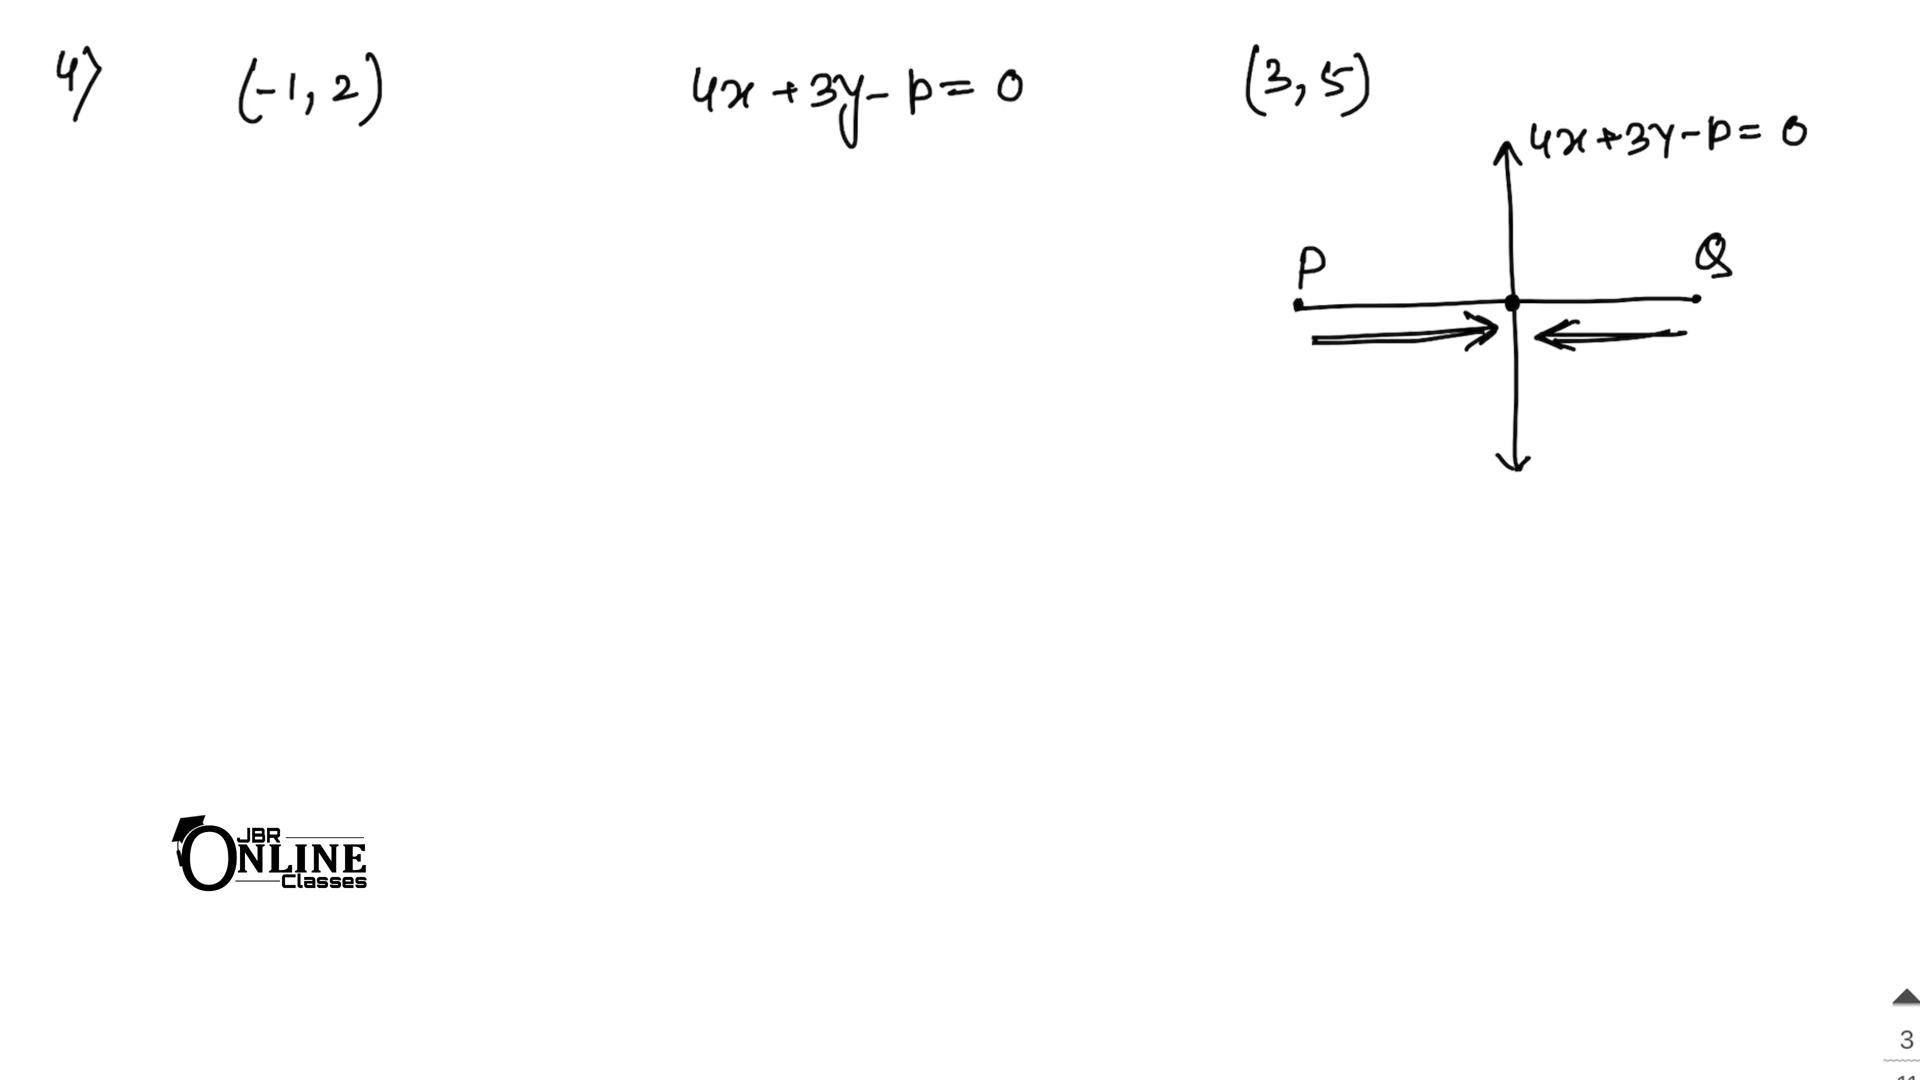 4) (-1, 2) 4x + 3y - p = 0 (3, 5)
4x + 3y - p = 0
P Q
JBR
ONLINE
Classes
3